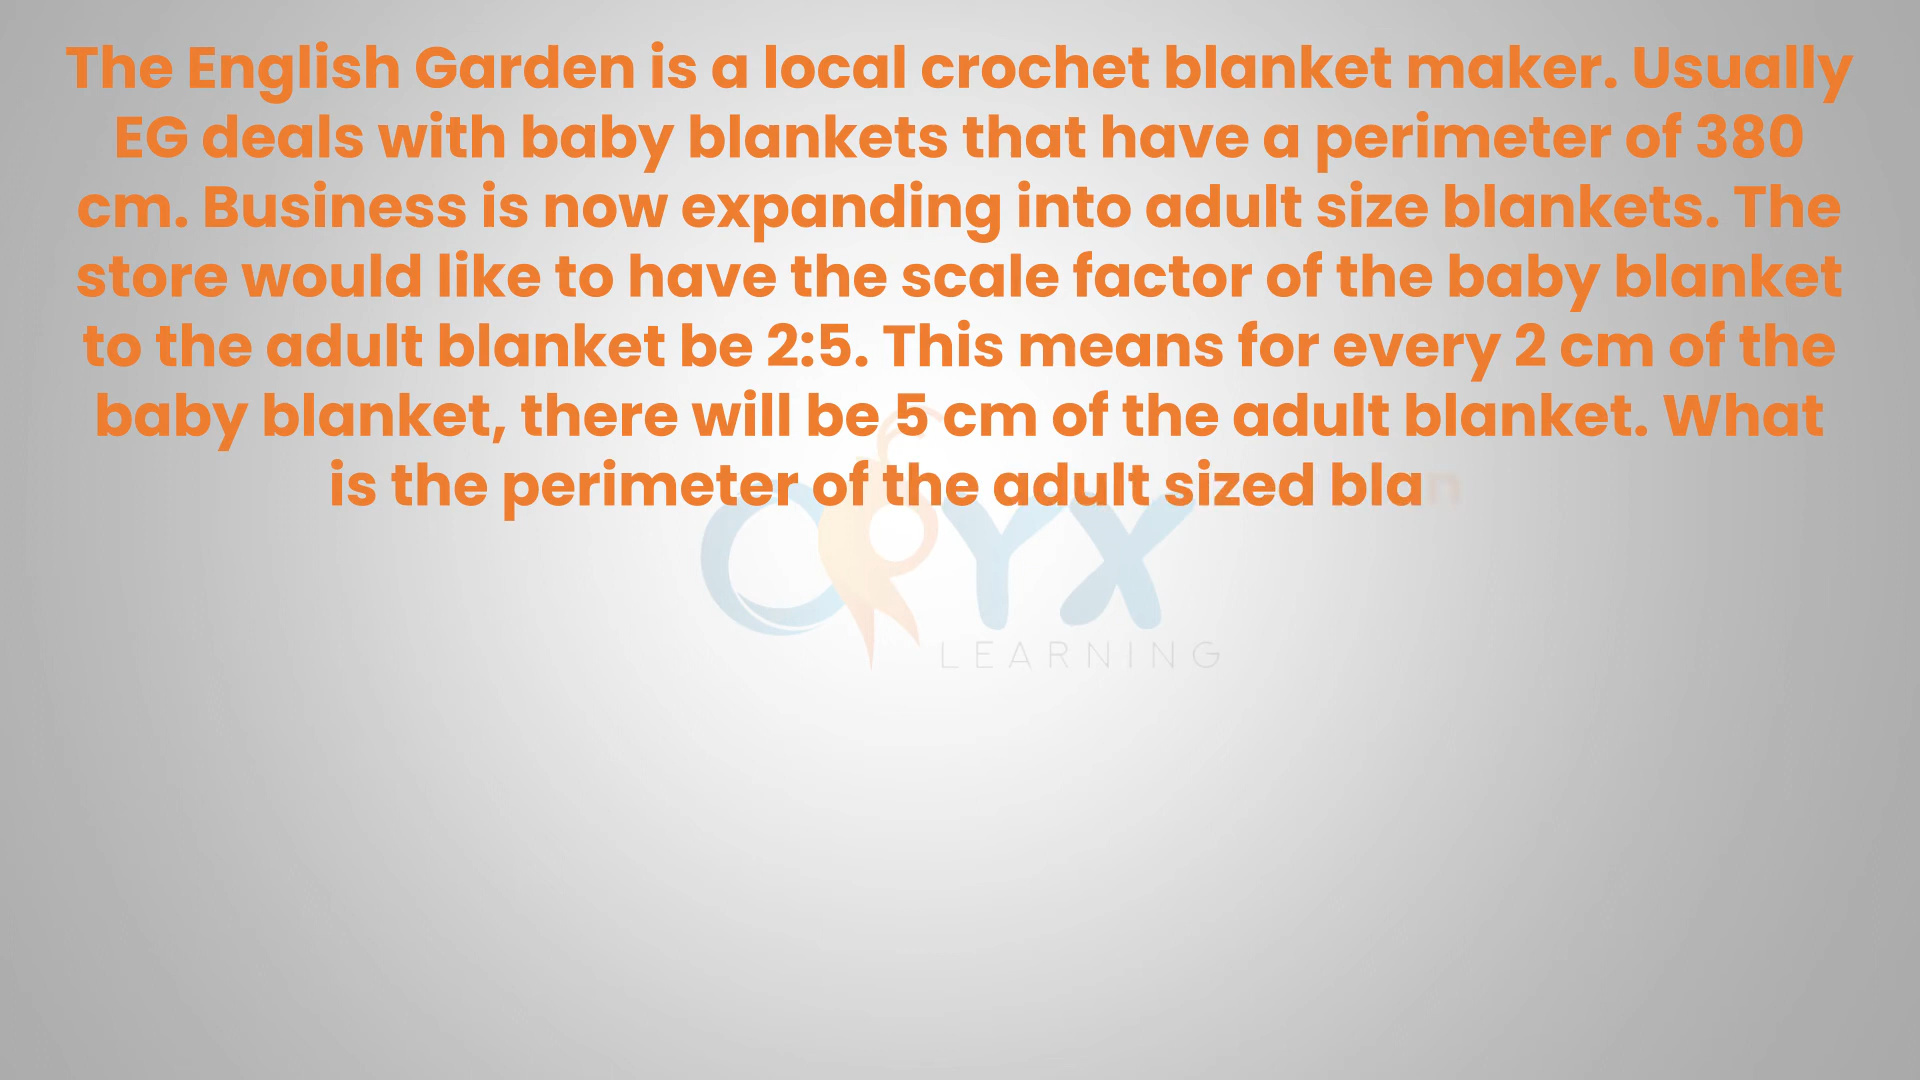 The English Garden is a local crochet blanket maker. Usually
EG deals with baby blankets that have a perimeter of 380
cm. Business is now expanding into adult size blankets. The
store would like to have the scale factor of the baby blanket
to the adult blanket be 2:5. This means for every 2 cm of the
baby blanket, there will be 5 cm of the adult blanket. What
is the perimeter of the adult sized blan
ORYX
LEARNING